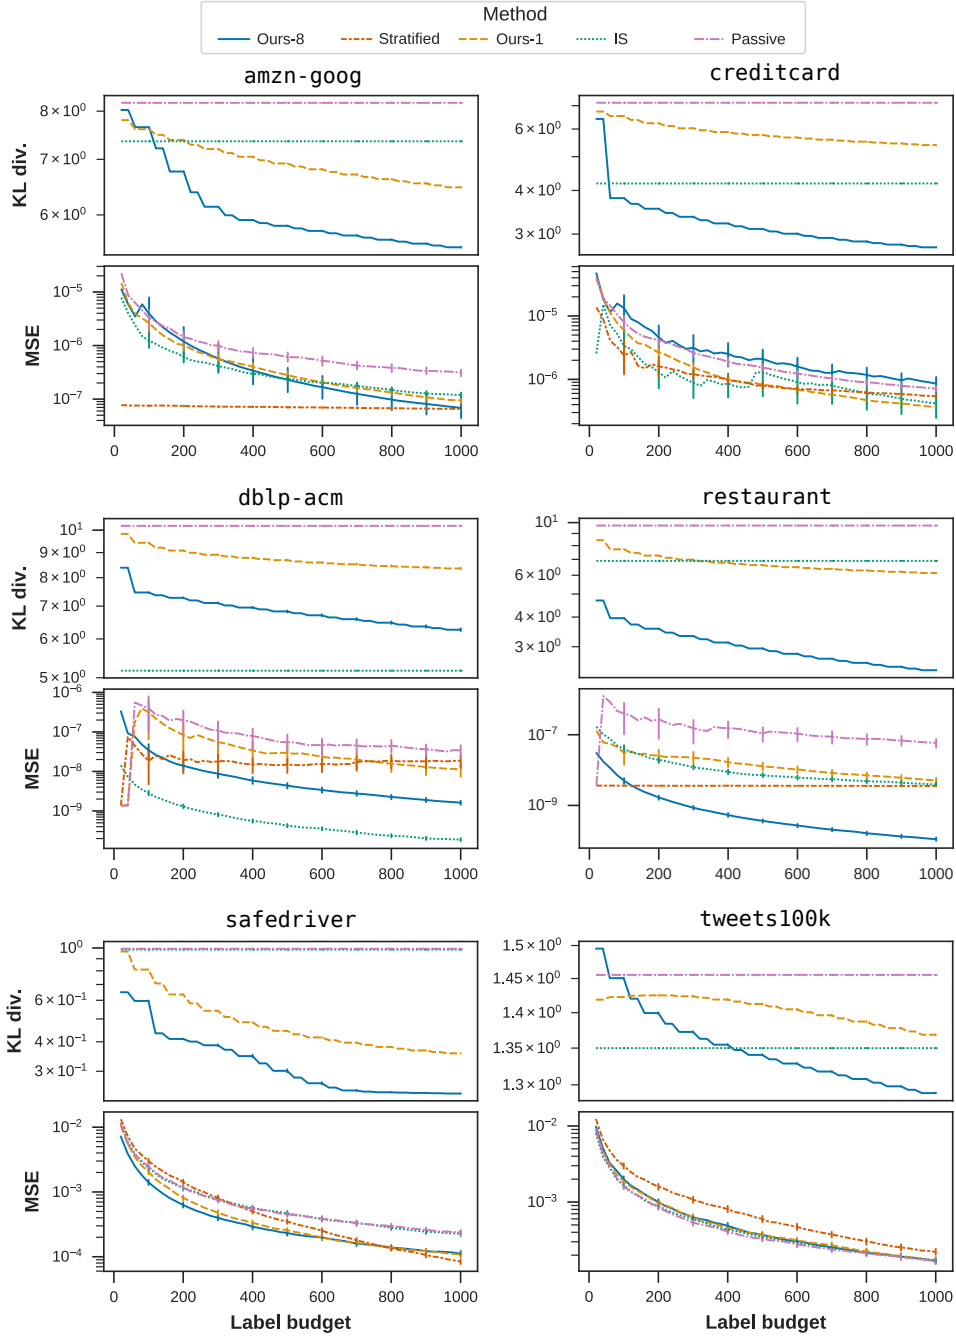 Method
Ours-8 Stratified Ours-1 IS Passive
amzn-goog
KL div.
8 × 10⁰
7 × 10⁰
6 × 10⁰
MSE
10⁻⁵
10⁻⁶
10⁻⁷
0 200 400 600 800 1000
creditcard
6 × 10⁰
4 × 10⁰
3 × 10⁰
10⁻⁵
10⁻⁶
0 200 400 600 800 1000
dblp-acm
KL div.
10¹
9 × 10⁰
8 × 10⁰
7 × 10⁰
6 × 10⁰
5 × 10⁰
MSE
10⁻⁶
10⁻⁷
10⁻⁸
10⁻⁹
0 200 400 600 800 1000
restaurant
10¹
6 × 10⁰
4 × 10⁰
3 × 10⁰
10⁻⁷
10⁻⁹
0 200 400 600 800 1000
safedriver
KL div.
10⁰
6 × 10⁻¹
4 × 10⁻¹
3 × 10⁻¹
MSE
10⁻²
10⁻³
10⁻⁴
0 200 400 600 800 1000
Label budget
tweets100k
1.5 × 10⁰
1.45 × 10⁰
1.4 × 10⁰
1.35 × 10⁰
1.3 × 10⁰
10⁻²
10⁻³
0 200 400 600 800 1000
Label budget